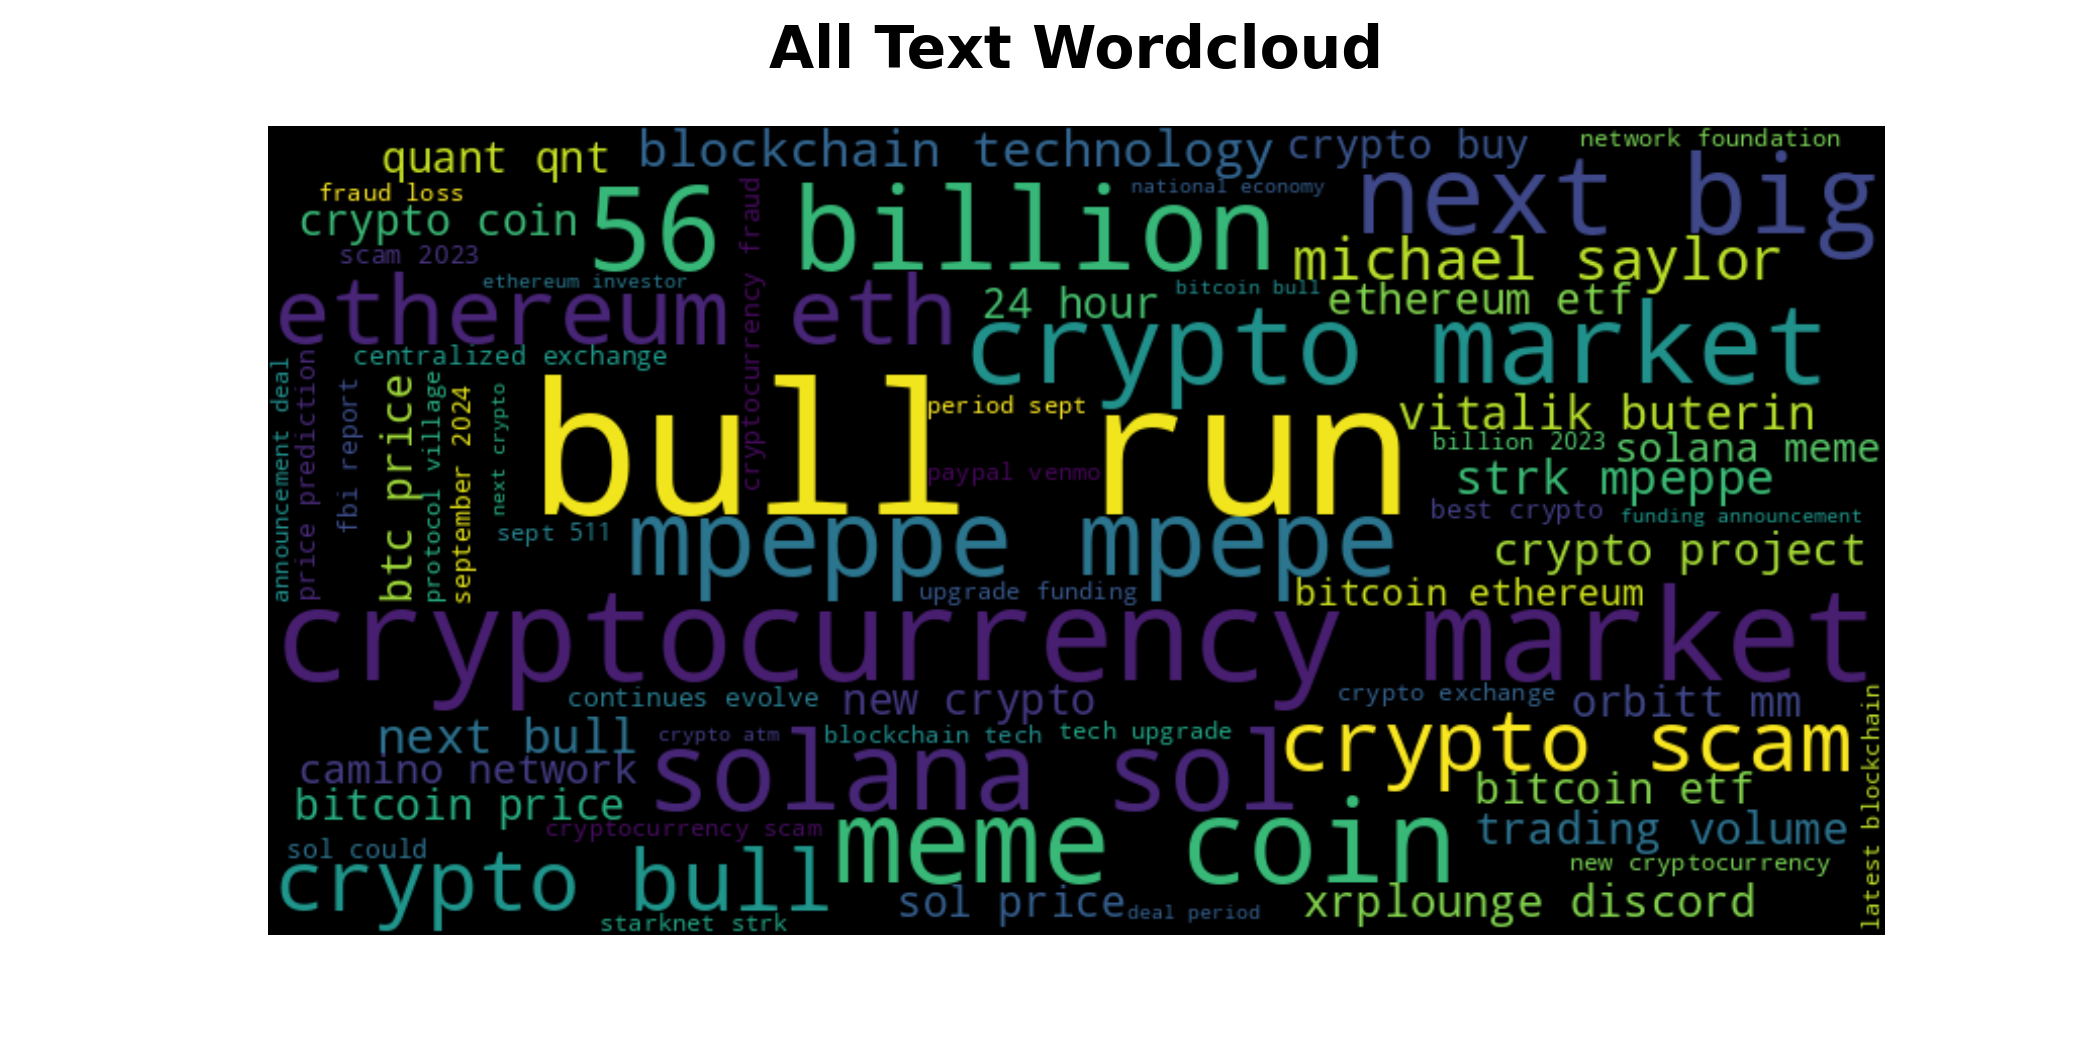 All Text Wordcloud
quant qnt
blockchain technology
crypto buy
network foundation
fraud loss
56 billion
national economy
next big
crypto coin
cryptocurrency fraud
michael saylor
scam 2023
ethereum investor
ethereum eth
24 hour
bitcoin bull
ethereum etf
crypto market
centralized exchange
announcement deal
price prediction
fbi report
btc price
protocol village
september 2024
next crypto
bull run
period sept
paypal venmo
vitalik buterin
billion 2023
solana meme
strk mpeppe
best crypto
funding announcement
sept 511
mpeppe mpepe
crypto project
upgrade funding
bitcoin ethereum
cryptocurrency market
continues evolve
new crypto
crypto exchange
orbitt mm
latest blockchain
next bull
crypto atm
blockchain tech
tech upgrade
crypto scam
camino network
solana sol
bitcoin etf
bitcoin price
cryptocurrency scam
meme coin
trading volume
sol could
crypto bull
new cryptocurrency
sol price
deal period
xrplounge discord
starknet strk